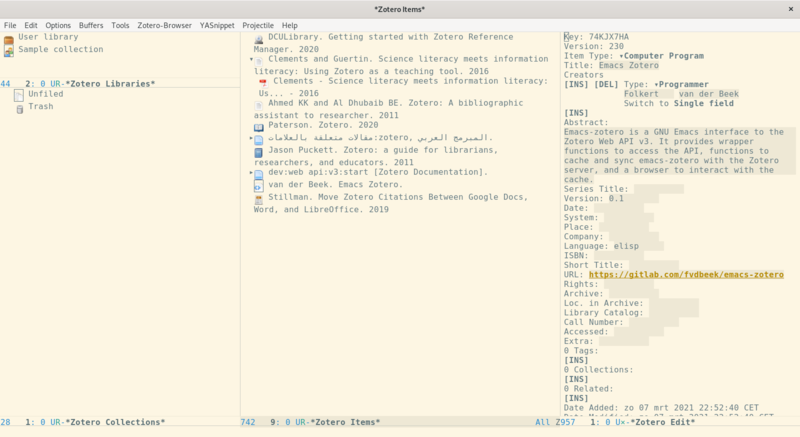 *Zotero Items*
File Edit Options Buffers Tools Zotero-Browser YASnippet Projectile Help
User library
Sample collection
44 2: 0 UR-*Zotero Libraries*
Unfiled
Trash
28 1: 0 UR-*Zotero Collections*
DCULibrary. Getting started with Zotero Reference
Manager. 2020
Clements and Guertin. Science literacy meets information
literacy: Using Zotero as a teaching tool. 2016
Clements - Science literacy meets information literacy:
Us... - 2016
Ahmed KK and Al Dhubaib BE. Zotero: A bibliographic
assistant to researcher. 2011
Paterson. Zotero. 2020
المبرمج العربي. مقالات متعلقة بالعلامات:zotero,
Jason Puckett. Zotero: a guide for librarians,
researchers, and educators. 2011
dev:web_api:v3:start [Zotero Documentation].
van der Beek. Emacs Zotero.
Stillman. Move Zotero Citations Between Google Docs,
Word, and LibreOffice. 2019
742 9: 0 UR-*Zotero Items* All Z
Key: 74KJX7HA
Version: 230
Item Type: ▾Computer Program
Title: Emacs Zotero
Creators
[INS] [DEL] Type: ▾Programmer
Folkert van der Beek
Switch to Single field
[INS]
Abstract:
Emacs-zotero is a GNU Emacs interface to the
Zotero Web API v3. It provides wrapper
functions to access the API, functions to
cache and sync emacs-zotero with the Zotero
server, and a browser to interact with the
cache.
Series Title:
Version: 0.1
Date:
System:
Place:
Company:
Language: elisp
ISBN:
Short Title:
URL: https://gitlab.com/fvdbeek/emacs-zotero
Rights:
Archive:
Loc. in Archive:
Library Catalog:
Call Number:
Accessed:
Extra:
0 Tags:
[INS]
0 Collections:
[INS]
0 Related:
[INS]
Date Added: zo 07 mrt 2021 22:52:40 CET
957 1: 0 U*-*Zotero Edit*